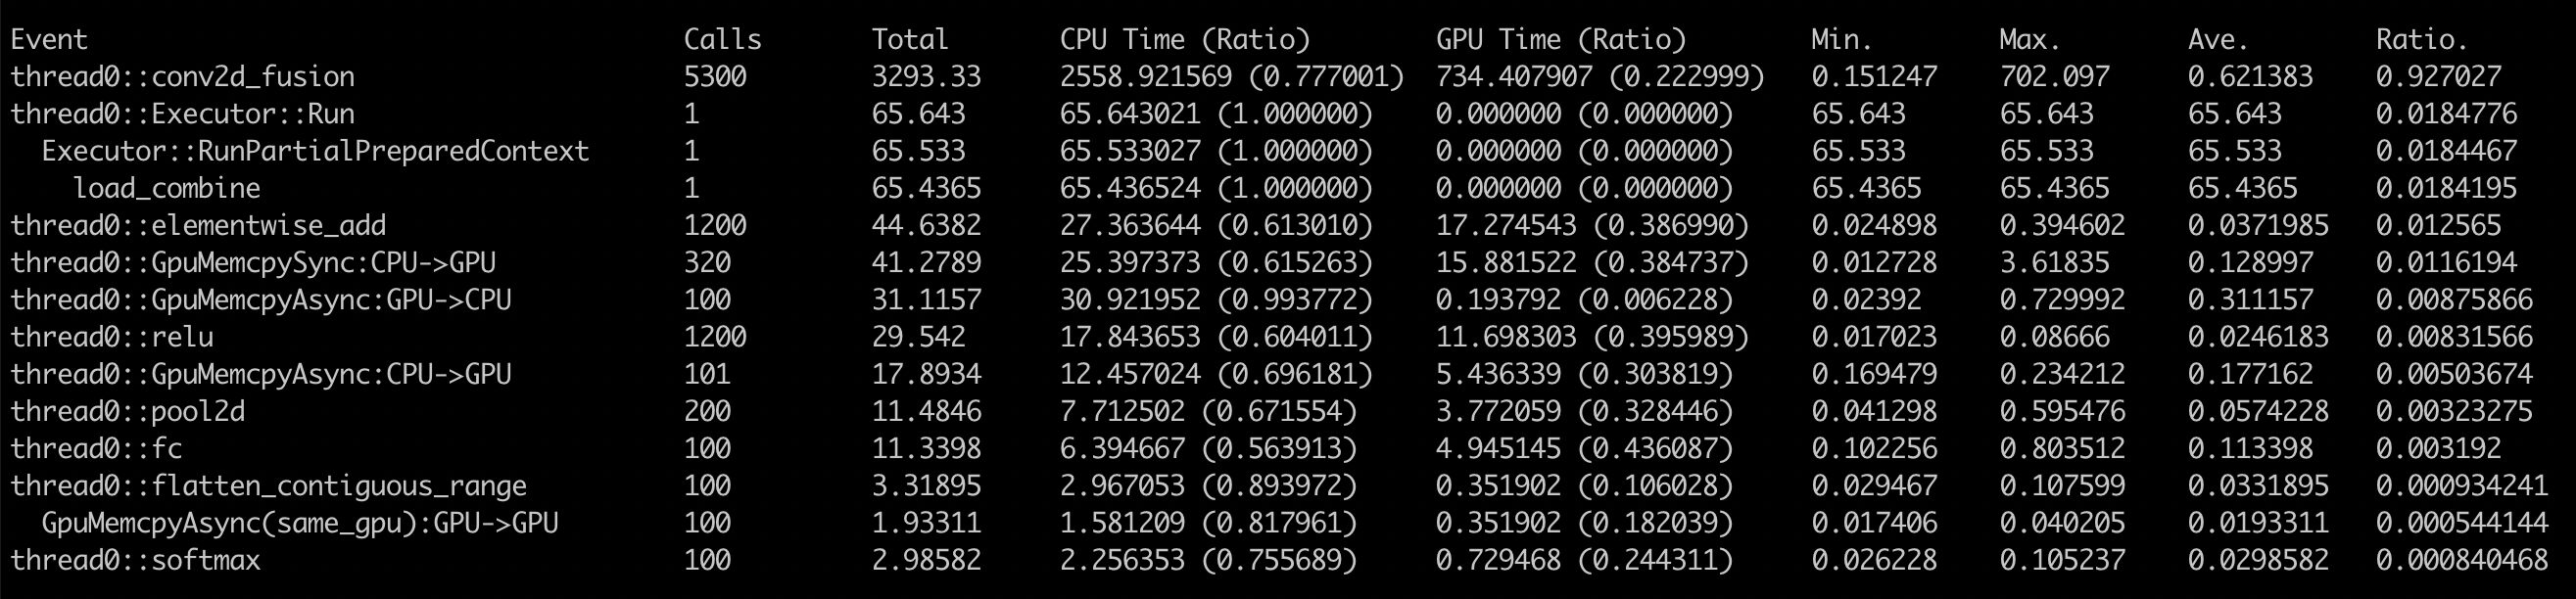 Event Calls Total CPU Time (Ratio) GPU Time (Ratio) Min. Max. Ave. Ratio.
thread0::conv2d_fusion 5300 3293.33 2558.921569 (0.777001) 734.407907 (0.222999) 0.151247 702.097 0.621383 0.927027
thread0::Executor::Run 1 65.643 65.643021 (1.000000) 0.000000 (0.000000) 65.643 65.643 65.643 0.0184776
Executor::RunPartialPreparedContext 1 65.533 65.533027 (1.000000) 0.000000 (0.000000) 65.533 65.533 65.533 0.0184467
load_combine 1 65.4365 65.436524 (1.000000) 0.000000 (0.000000) 65.4365 65.4365 65.4365 0.0184195
thread0::elementwise_add 1200 44.6382 27.363644 (0.613010) 17.274543 (0.386990) 0.024898 0.394602 0.0371985 0.012565
thread0::GpuMemcpySync:CPU->GPU 320 41.2789 25.397373 (0.615263) 15.881522 (0.384737) 0.012728 3.61835 0.128997 0.0116194
thread0::GpuMemcpyAsync:GPU->CPU 100 31.1157 30.921952 (0.993772) 0.193792 (0.006228) 0.02392 0.729992 0.311157 0.00875866
thread0::relu 1200 29.542 17.843653 (0.604011) 11.698303 (0.395989) 0.017023 0.08666 0.0246183 0.00831566
thread0::GpuMemcpyAsync:CPU->GPU 101 17.8934 12.457024 (0.696181) 5.436339 (0.303819) 0.169479 0.234212 0.177162 0.00503674
thread0::pool2d 200 11.4846 7.712502 (0.671554) 3.772059 (0.328446) 0.041298 0.595476 0.0574228 0.00323275
thread0::fc 100 11.3398 6.394667 (0.563913) 4.945145 (0.436087) 0.102256 0.803512 0.113398 0.003192
thread0::flatten_contiguous_range 100 3.31895 2.967053 (0.893972) 0.351902 (0.106028) 0.029467 0.107599 0.0331895 0.000934241
GpuMemcpyAsync(same_gpu):GPU->GPU 100 1.93311 1.581209 (0.817961) 0.351902 (0.182039) 0.017406 0.040205 0.0193311 0.000544144
thread0::softmax 100 2.98582 2.256353 (0.755689) 0.729468 (0.244311) 0.026228 0.105237 0.0298582 0.000840468